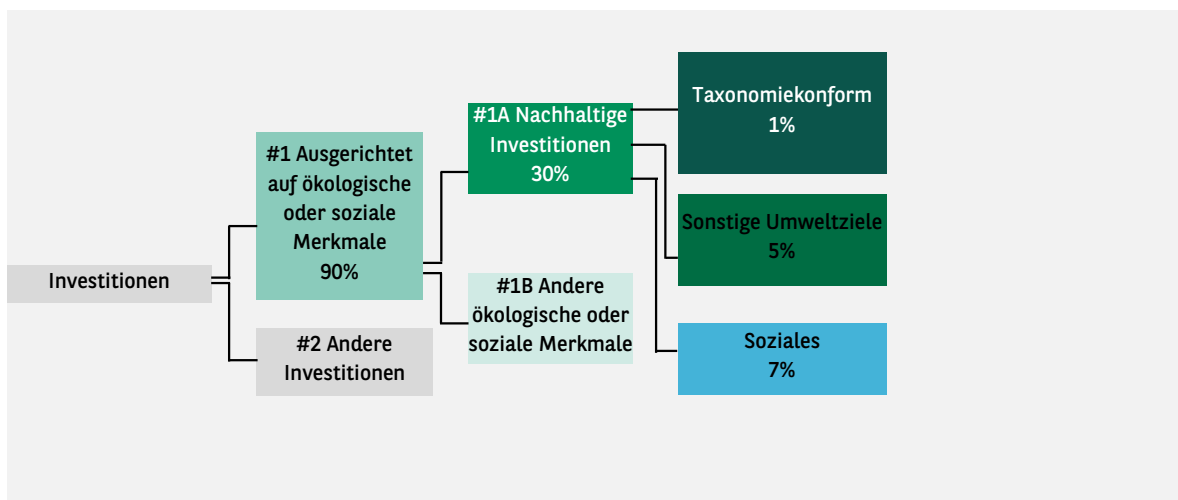 Investitionen
#1 Ausgerichtet
auf ökologische
oder soziale
Merkmale
90%
#2 Andere
Investitionen
#1A Nachhaltige
Investitionen
30%
#1B Andere
ökologische oder
soziale Merkmale
Taxonomiekonform
1%
Sonstige Umweltziele
5%
Soziales
7%